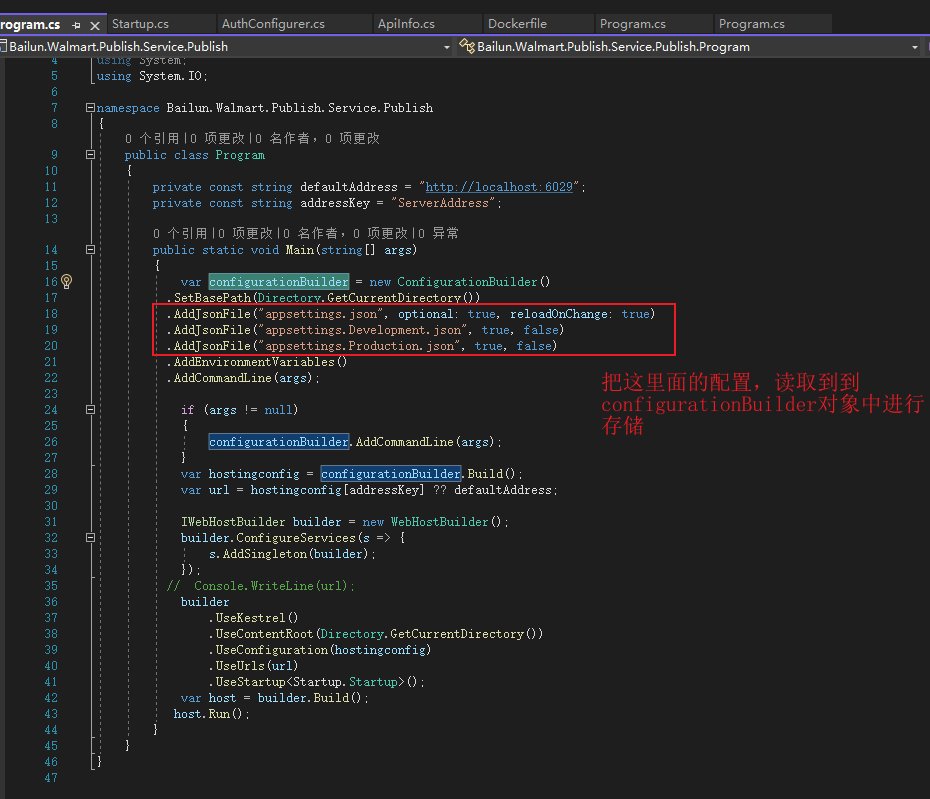 rogram.cs
Startup.cs
AuthConfigurer.cs
ApiInfo.cs
Dockerfile
Program.cs
Program.cs
Bailun.Walmart.Publish.Service.Publish
Bailun.Walmart.Publish.Service.Publish.Program
4 using System;
5 using System.IO;
6
7 namespace Bailun.Walmart.Publish.Service.Publish
8 {
0 个引用|0 项更改|0 名作者，0 项更改
9 public class Program
10 {
11 private const string defaultAddress = "http://localhost:6029";
12 private const string addressKey = "ServerAddress";
13
0 个引用|0 项更改|0 名作者，0 项更改|0 异常
14 public static void Main(string[] args)
15 {
16 var configurationBuilder = new ConfigurationBuilder()
17 .SetBasePath(Directory.GetCurrentDirectory())
18 .AddJsonFile("appsettings.json", optional: true, reloadOnChange: true)
19 .AddJsonFile("appsettings.Development.json", true, false)
20 .AddJsonFile("appsettings.Production.json", true, false)
21 .AddEnvironmentVariables()
22 .AddCommandLine(args);
把这里面的配置，读取到到
configurationBuilder对象中进行
存储
23
24 if (args != null)
25 {
26 configurationBuilder.AddCommandLine(args);
27 }
28 var hostingconfig = configurationBuilder.Build();
29 var url = hostingconfig[addressKey] ?? defaultAddress;
30
31 IWebHostBuilder builder = new WebHostBuilder();
32 builder.ConfigureServices(s => {
33 s.AddSingleton(builder);
34 });
35 // Console.WriteLine(url);
36 builder
37 .UseKestrel()
38 .UseContentRoot(Directory.GetCurrentDirectory())
39 .UseConfiguration(hostingconfig)
40 .UseUrls(url)
41 .UseStartup<Startup.Startup>();
42 var host = builder.Build();
43 host.Run();
44 }
45 }
46 }
47